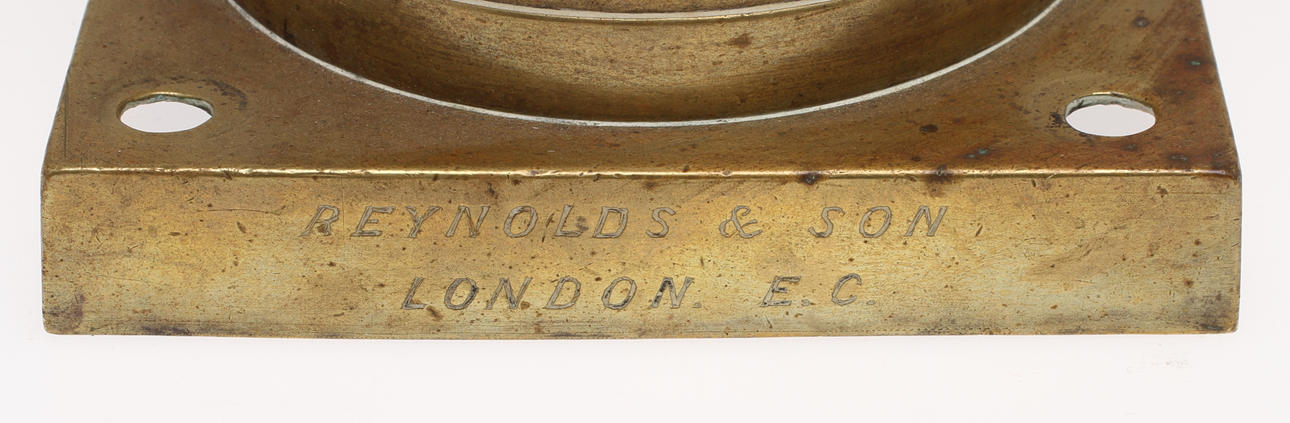 REYNOLDS & SON
LONDON. E.C.